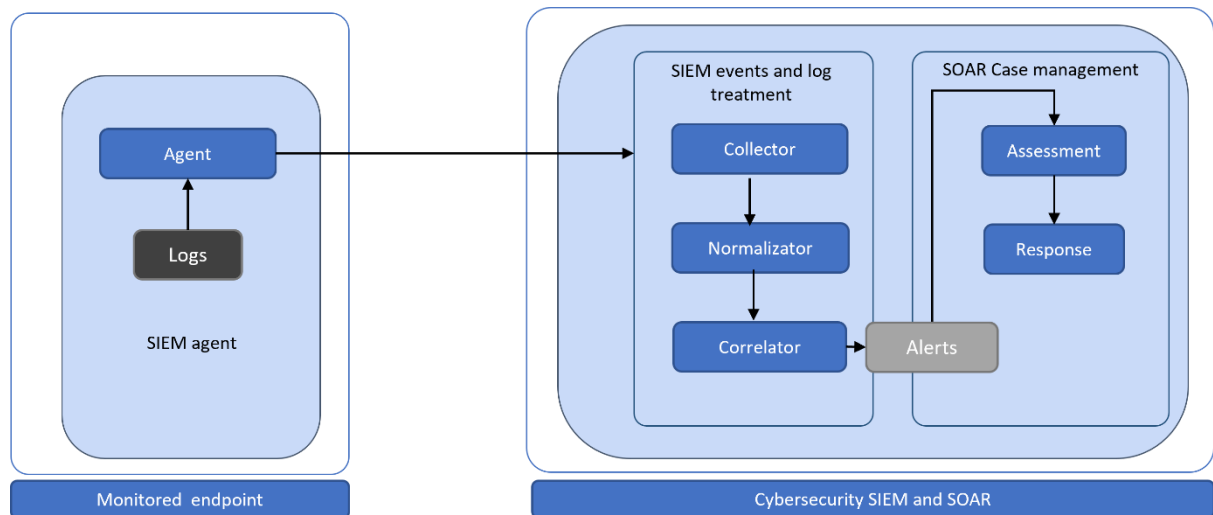 Agent
Logs
SIEM agent
Monitored endpoint
SIEM events and log
treatment
Collector
Normalizator
Correlator
Alerts
SOAR Case management
Assessment
Response
Cybersecurity SIEM and SOAR